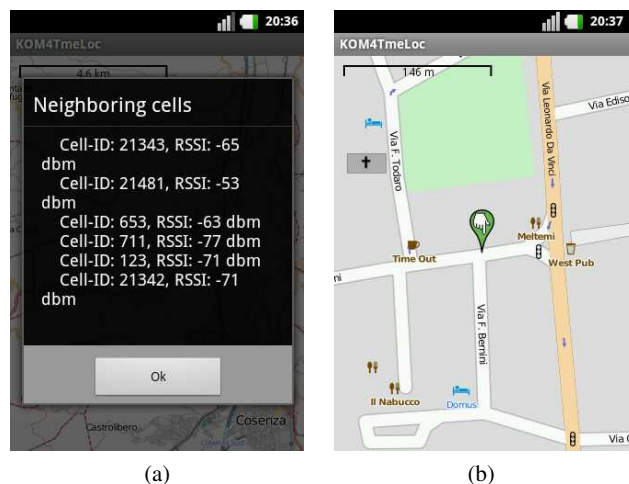 20:36
KOM4TmeLoc
4.6 km
Neighboring cells
Cell-ID: 21343, RSSI: -65
dbm
Cell-ID: 21481, RSSI: -53
dbm
Cell-ID: 653, RSSI: -63 dbm
Cell-ID: 711, RSSI: -77 dbm
Cell-ID: 123, RSSI: -71 dbm
Cell-ID: 21342, RSSI: -71
dbm
Ok
Castrolibero
Cosenza
(a)
20:37
KOM4TmeLoc
146 m
Via Leonardo Da Vinci
Via Ediso
Via F. Todaro
Meltemi
Time Out
West Pub
ni
Via F. Bernini
Il Nabucco
Domus
Via C
(b)